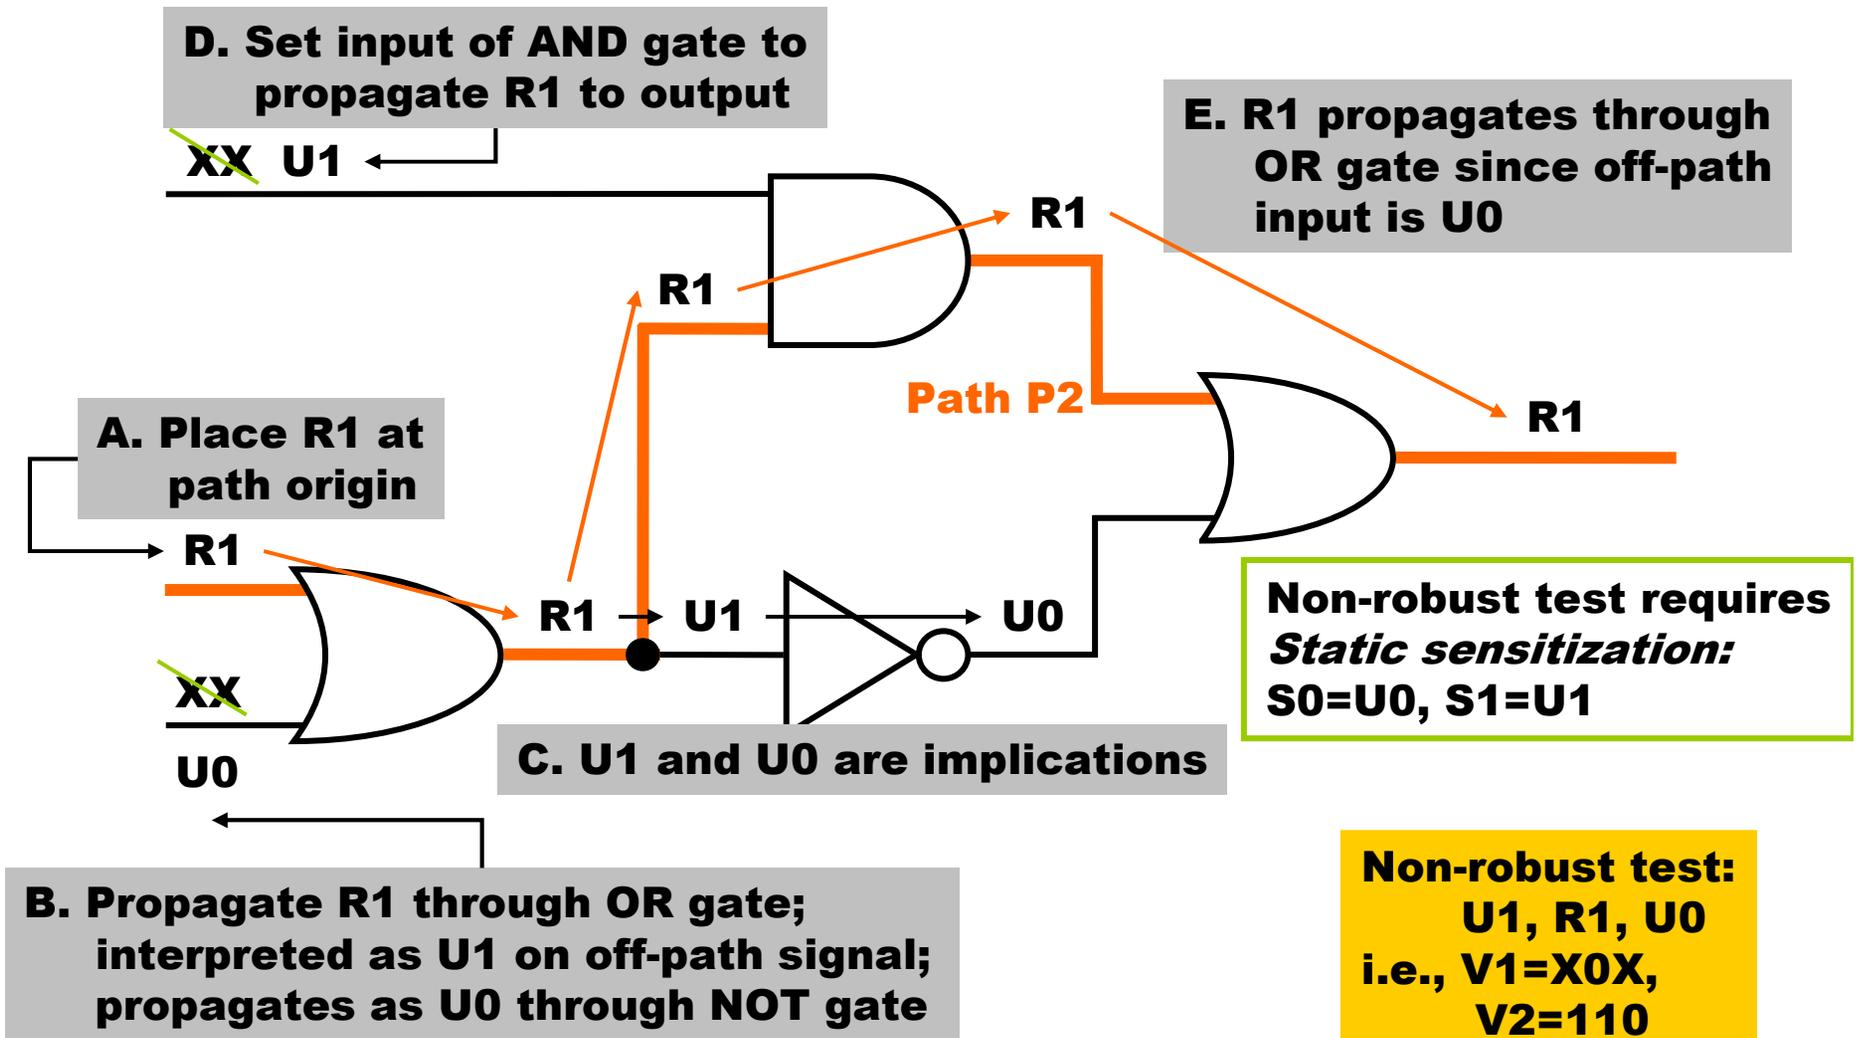 D. Set input of AND gate to
propagate R1 to output
XX U1
E. R1 propagates through
OR gate since off-path
input is U0
R1
R1
Path P2
R1
A. Place R1 at
path origin
R1
R1
U1
U0
XX
U0
Non-robust test requires
Static sensitization:
S0=U0, S1=U1
C. U1 and U0 are implications
B. Propagate R1 through OR gate;
interpreted as U1 on off-path signal;
propagates as U0 through NOT gate
Non-robust test:
U1, R1, U0
i.e., V1=X0X,
V2=110